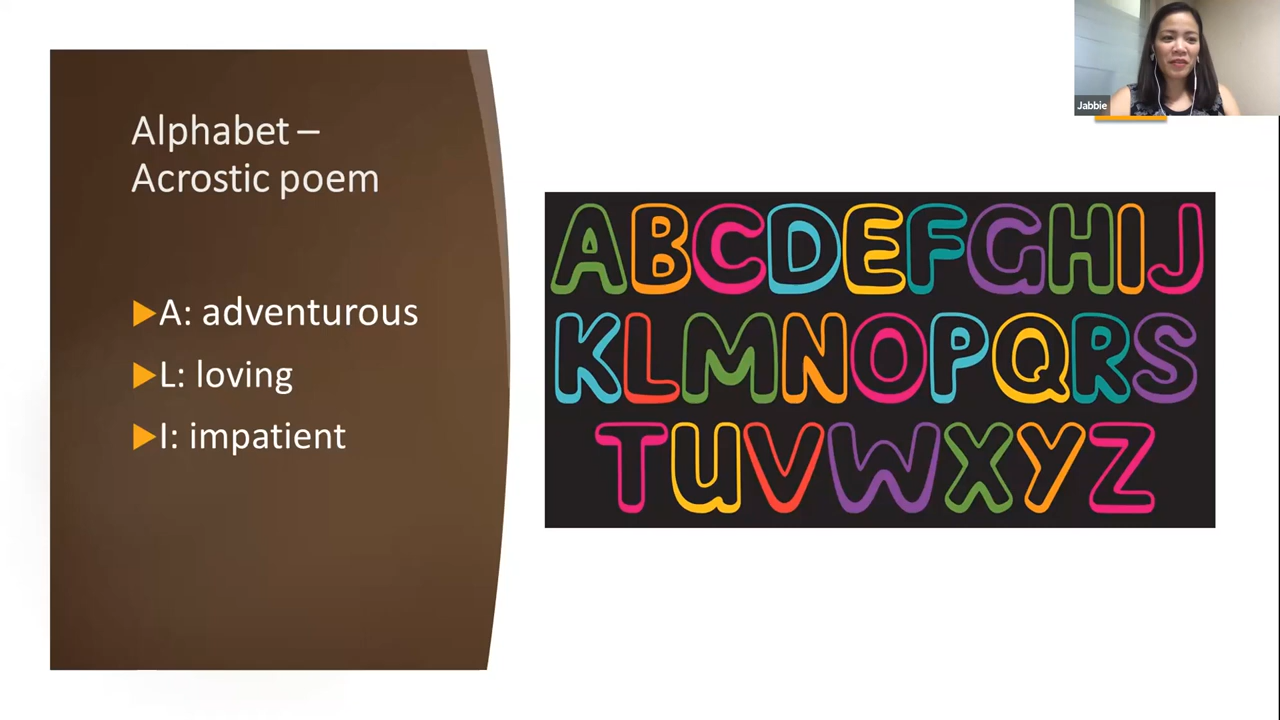 Alphabet –
Acrostic poem
A: adventurous
L: loving
I: impatient
ABCDEFGHIJ
KLMNOPQRS
TUVWXYZ
Jabbie